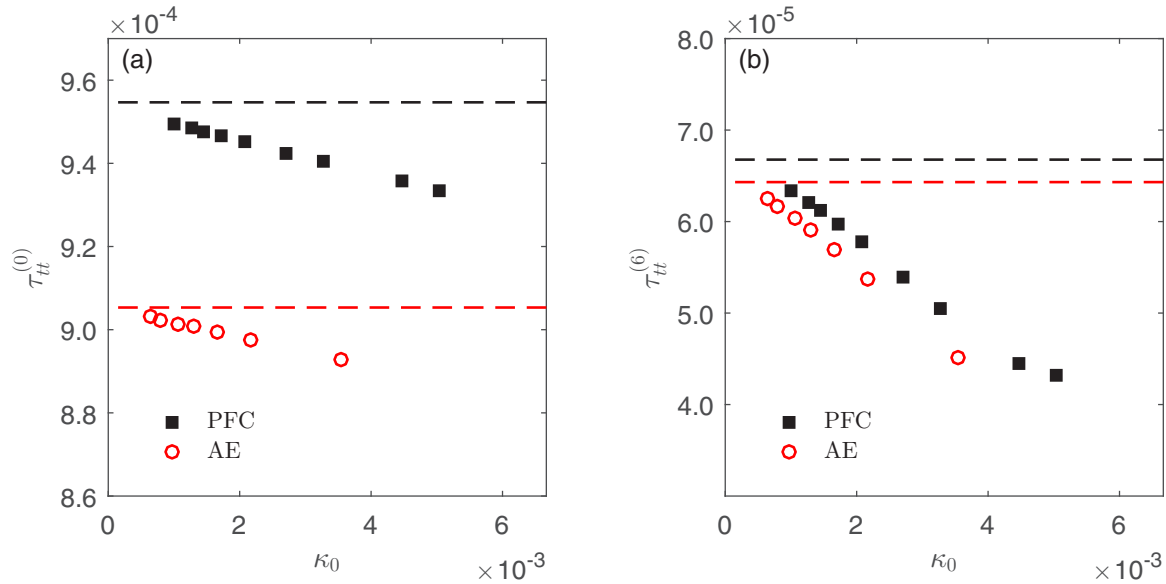 × 10⁻⁴
(a)
9.6
9.4
9.2
9.0
8.8
8.6
τ_tt^(0)
PFC
AE
0 2 4 6
κ₀
× 10⁻³
× 10⁻⁵
(b)
8.0
7.0
6.0
5.0
4.0
τ_tt^(6)
PFC
AE
0 2 4 6
κ₀
× 10⁻³